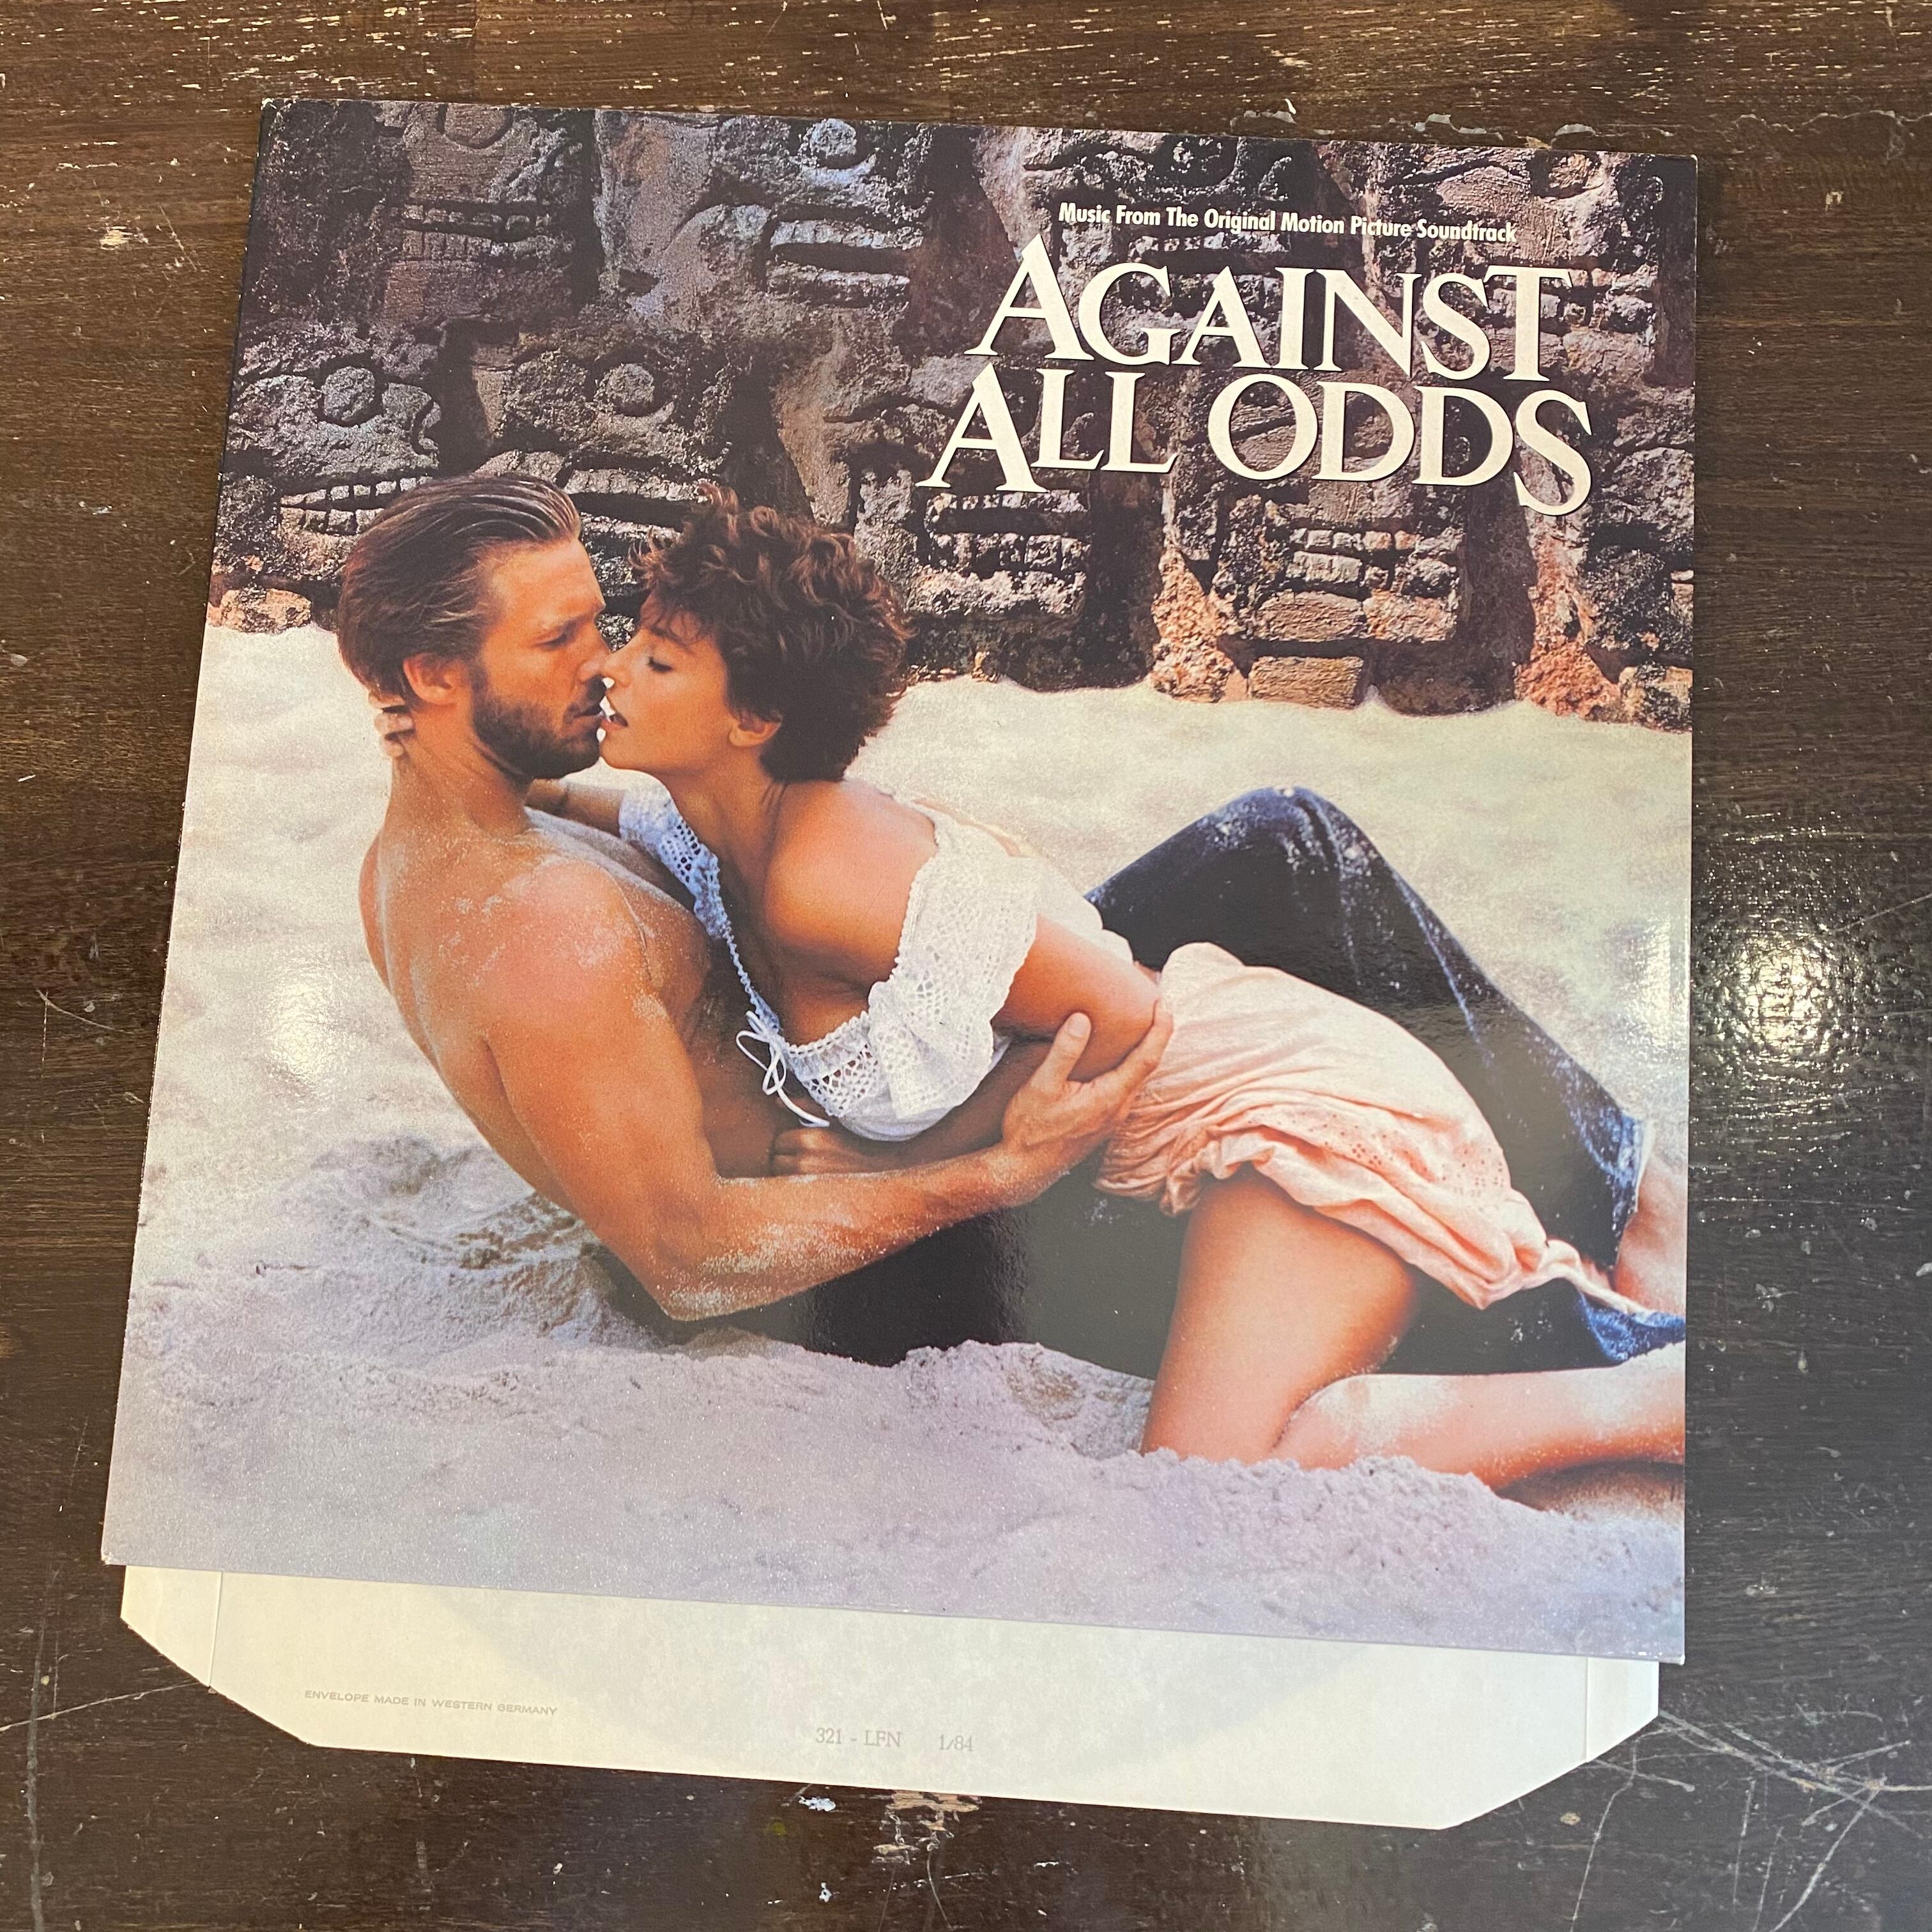 Music From The Original Motion Picture Soundtrack
AGAINST
ALL ODDS
ENVELOPE MADE IN WESTERN GERMANY
321 - LFN 1/84